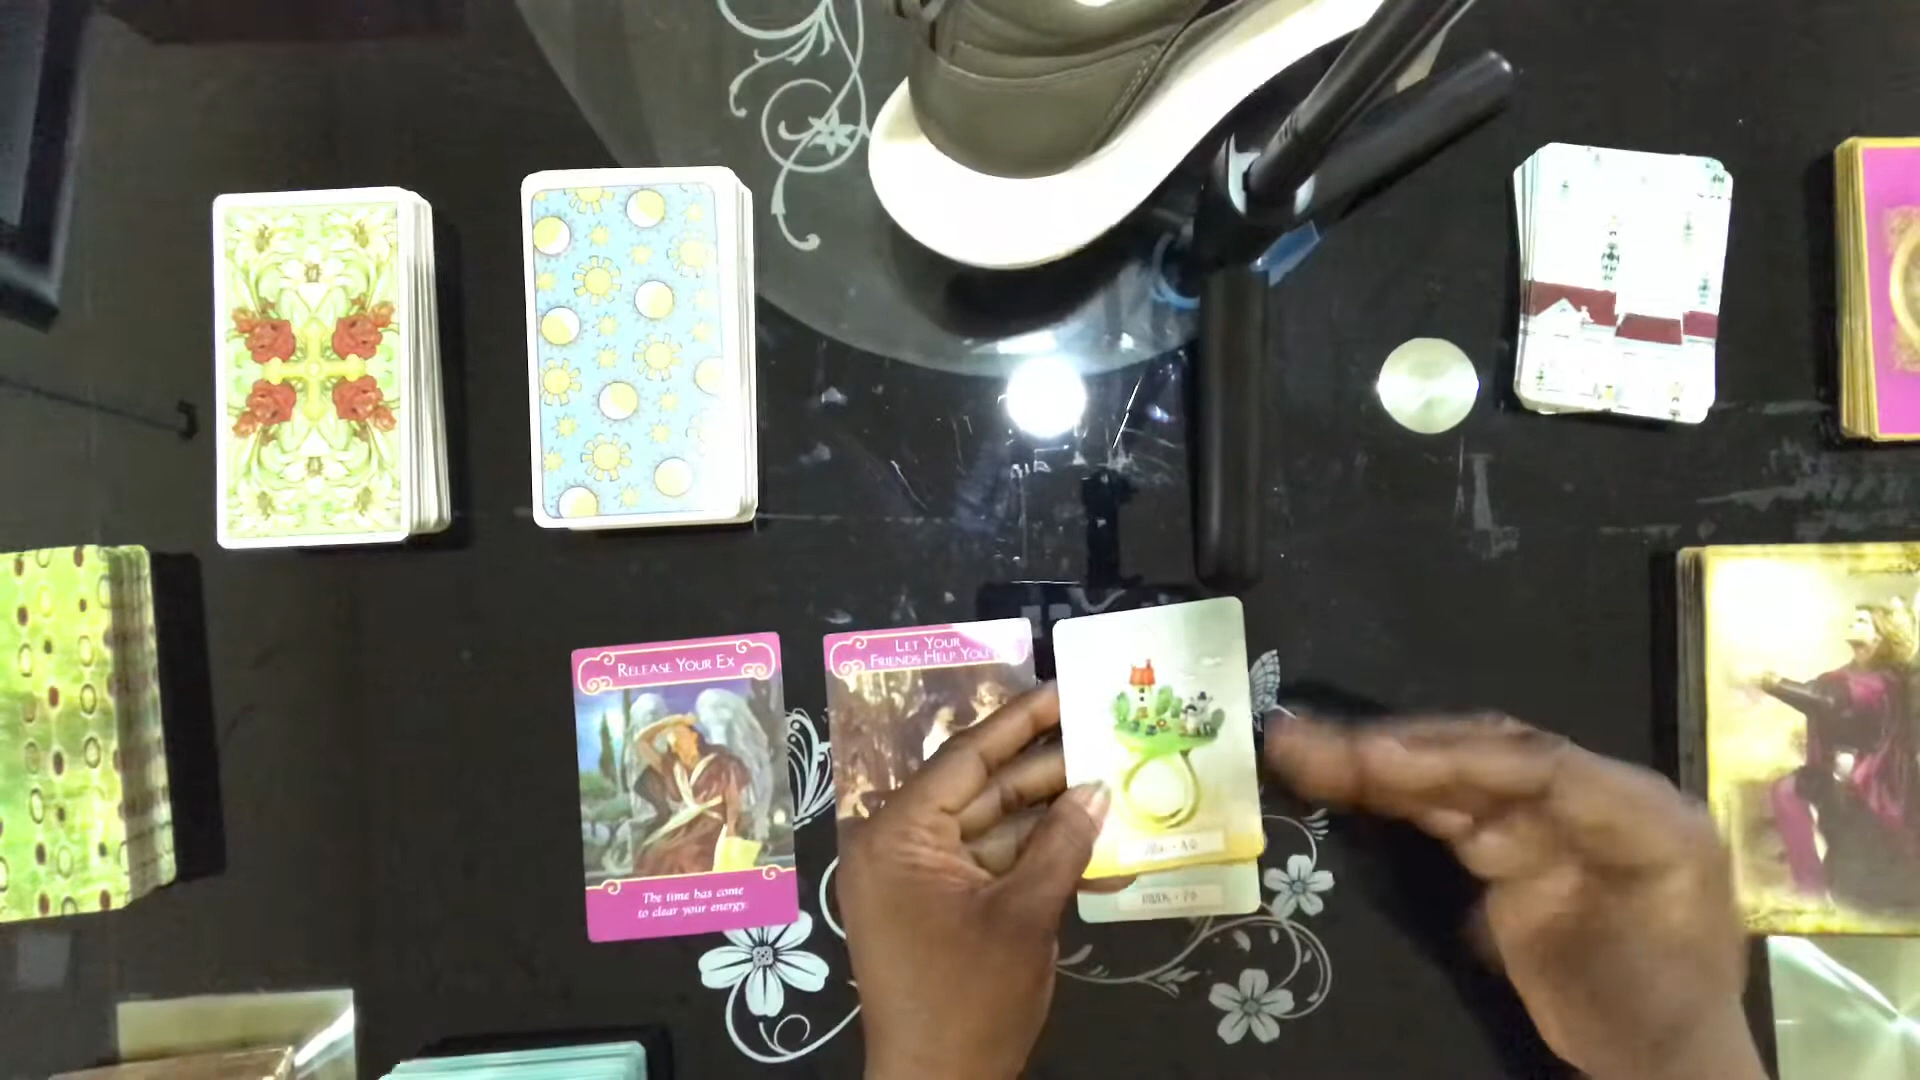 RELEASE YOUR EX
LET YOUR
FRIENDS HELP YOU
The time has come
to clear your energy.